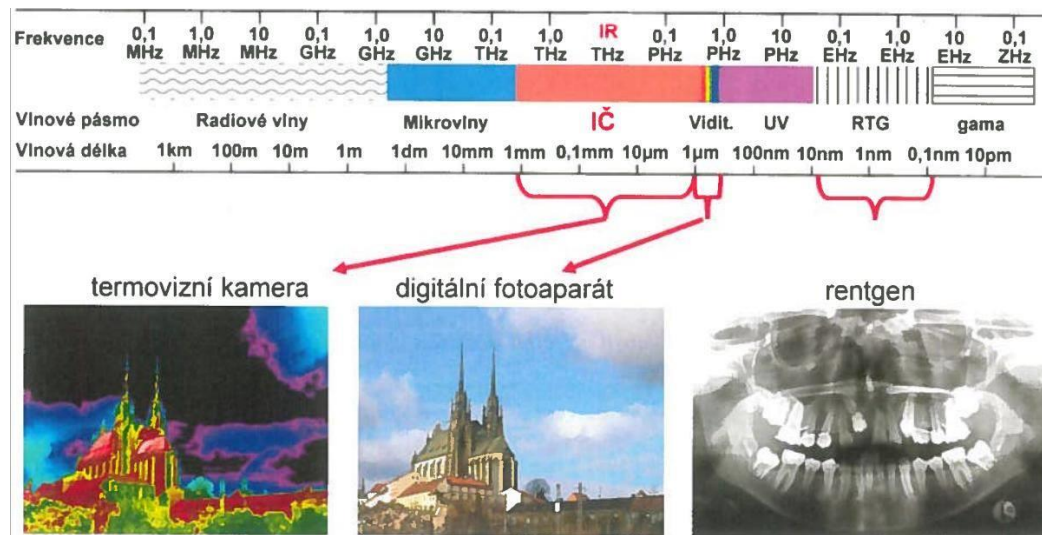 Frekvence 0,1 MHz 1,0 MHz 10 MHz 0,1 GHz 1,0 GHz 10 GHz 0,1 THz 1,0 THz IR THz 0,1 PHz 1,0 PHz 10 PHz 0,1 EHz 1,0 EHz 10 EHz 0,1 ZHz
Vlnové pásmo Radiové vlny Mikrovlny IČ Vidit. UV RTG gama
Vlnová délka 1km 100m 10m 1m 1dm 10mm 1mm 0,1mm 10µm 1µm 100nm 10nm 1nm 0,1nm 10pm
termovizní kamera digitální fotoaparát rentgen